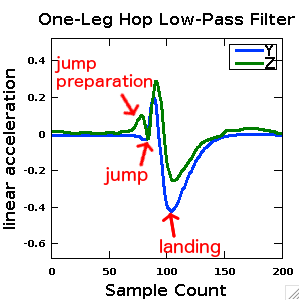 One-Leg Hop Low-Pass Filter
Y
Z
jump
preparation
jump
landing
linear acceleration
0.4
0.2
0
-0.2
-0.4
-0.6
0
50
100
150
200
Sample Count